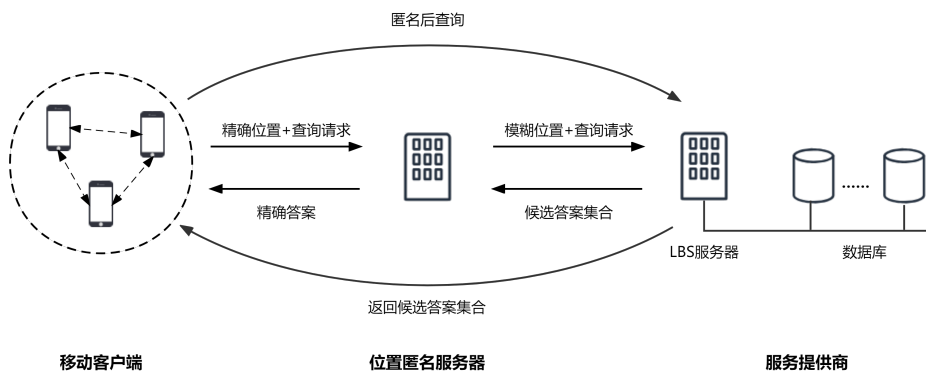 匿名后查询
精确位置+查询请求
模糊位置+查询请求
......
精确答案
候选答案集合
LBS服务器
数据库
返回候选答案集合
移动客户端
位置匿名服务器
服务提供商